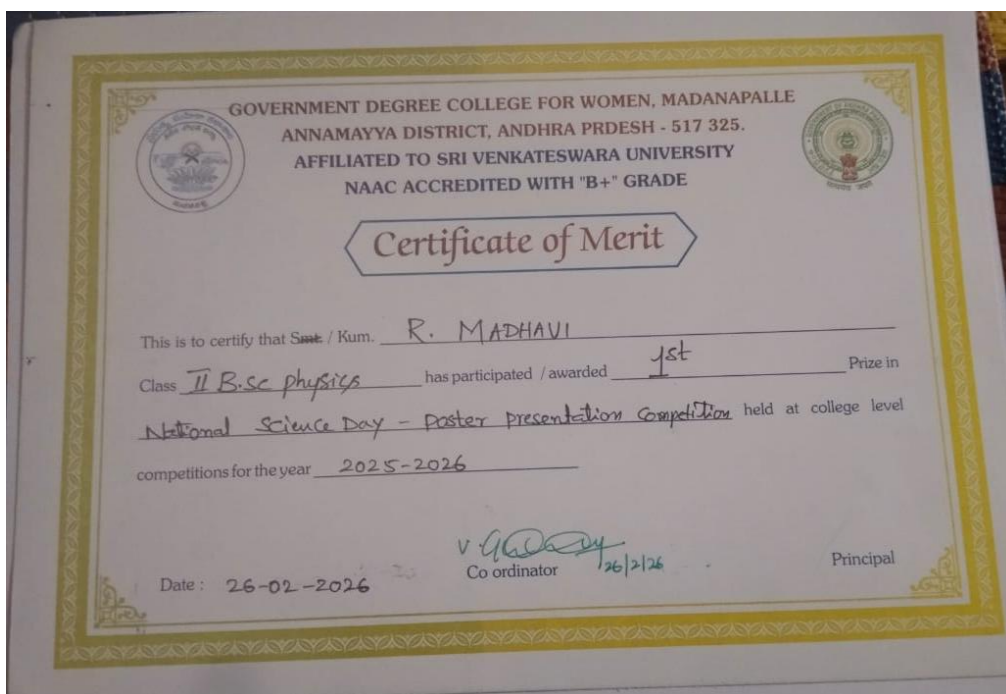 GOVERNMENT DEGREE COLLEGE FOR WOMEN, MADANAPALLE
ANNAMAYYA DISTRICT, ANDHRA PRDESH - 517 325.
AFFILIATED TO SRI VENKATESWARA UNIVERSITY
NAAC ACCREDITED WITH "B+" GRADE
Certificate of Merit
This is to certify that Smt / Kum. R. MADHAVI
Class II B.Sc physics has participated / awarded 1st Prize in
National Science Day - poster presentation Competition held at college level
competitions for the year 2025-2026
Date : 26-02-2026
Co ordinator 26/2/26
Principal